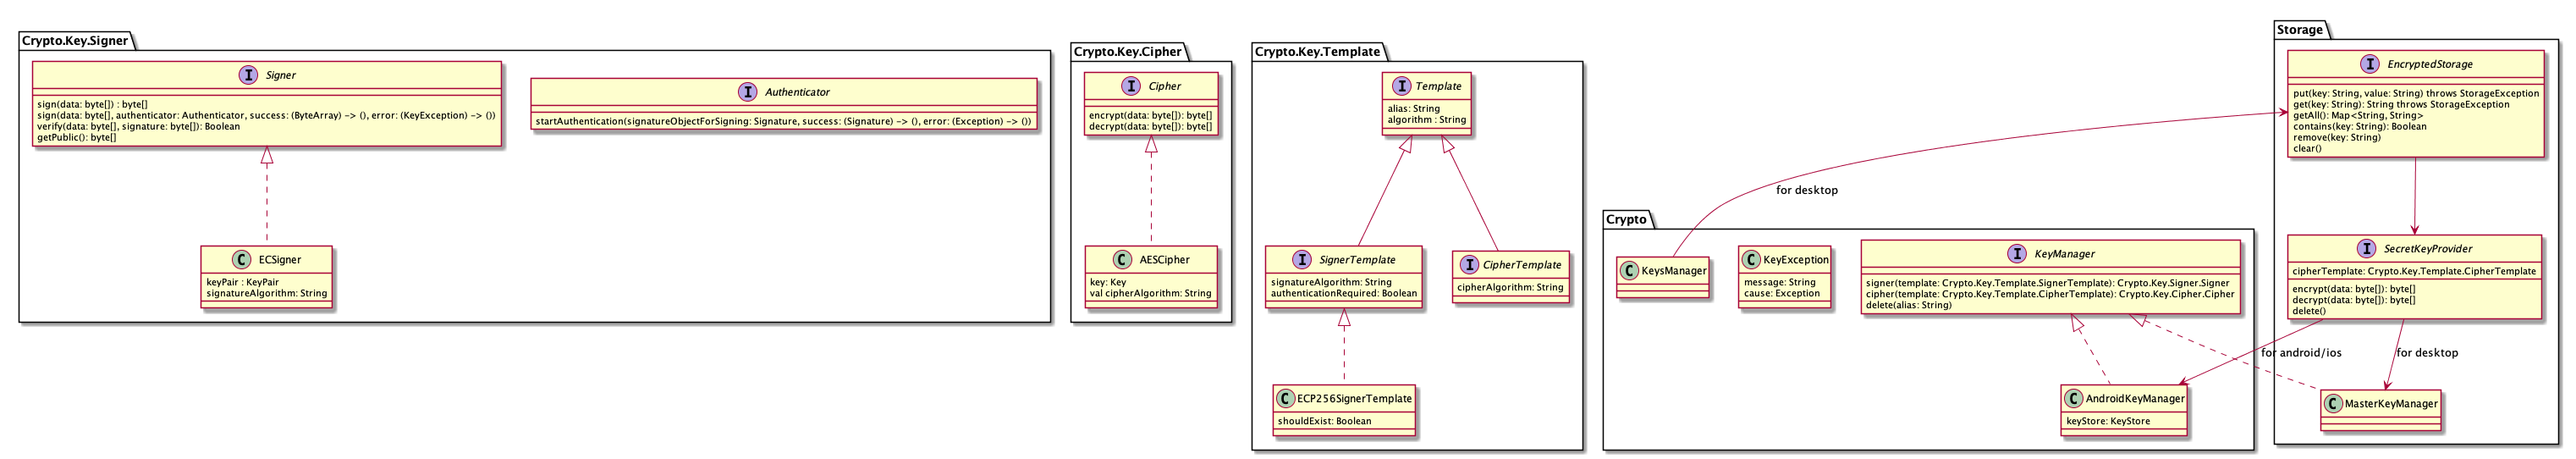 Crypto.Key.Signer
Signer
sign(data: byte[]) : byte[]
sign(data: byte[], authenticator: Authenticator, success: (ByteArray) -> (), error: (KeyException) -> ())
verify(data: byte[], signature: byte[]): Boolean
getPublic(): byte[]
Authenticator
startAuthentication(signatureObjectForSigning: Signature, success: (Signature) -> (), error: (Exception) -> ())
ECSigner
keyPair : KeyPair
signatureAlgorithm: String
Crypto.Key.Cipher
Cipher
encrypt(data: byte[]): byte[]
decrypt(data: byte[]): byte[]
AESCipher
key: Key
val cipherAlgorithm: String
Crypto.Key.Template
Template
alias: String
algorithm : String
SignerTemplate
signatureAlgorithm: String
authenticationRequired: Boolean
CipherTemplate
cipherAlgorithm: String
ECP256SignerTemplate
shouldExist: Boolean
Crypto
KeysManager
KeyException
message: String
cause: Exception
KeyManager
signer(template: Crypto.Key.Template.SignerTemplate): Crypto.Key.Signer.Signer
cipher(template: Crypto.Key.Template.CipherTemplate): Crypto.Key.Cipher.Cipher
delete(alias: String)
AndroidKeyManager
keyStore: KeyStore
Storage
EncryptedStorage
put(key: String, value: String) throws StorageException
get(key: String): String throws StorageException
getAll(): Map<String, String>
contains(key: String): Boolean
remove(key: String)
clear()
for desktop
SecretKeyProvider
cipherTemplate: Crypto.Key.Template.CipherTemplate
encrypt(data: byte[]): byte[]
decrypt(data: byte[]): byte[]
delete()
for android/ios
for desktop
MasterKeyManager